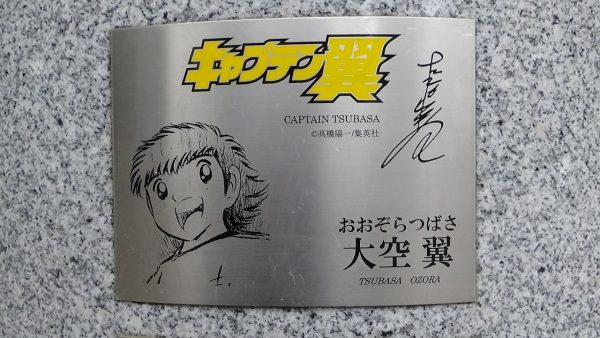 キャプテン翼
CAPTAIN TSUBASA
©高橋陽一/集英社
おおぞらつばさ
大空 翼
TSUBASA OZORA